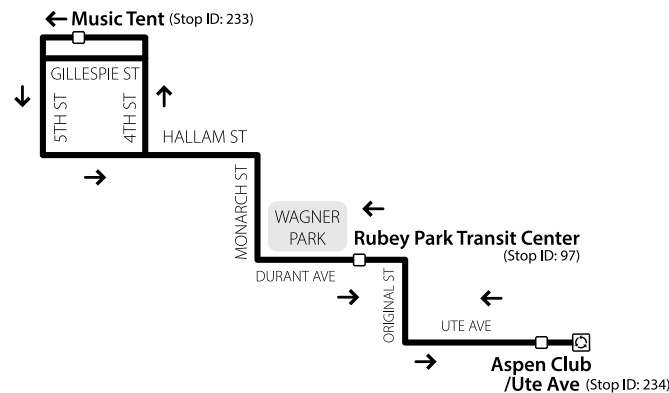 Music Tent (Stop ID: 233)
GILLESPIE ST
5TH ST
4TH ST
HALLAM ST
MONARCH ST
WAGNER
PARK
Rubey Park Transit Center
(Stop ID: 97)
DURANT AVE
ORIGINAL ST
UTE AVE
Aspen Club
/Ute Ave (Stop ID: 234)